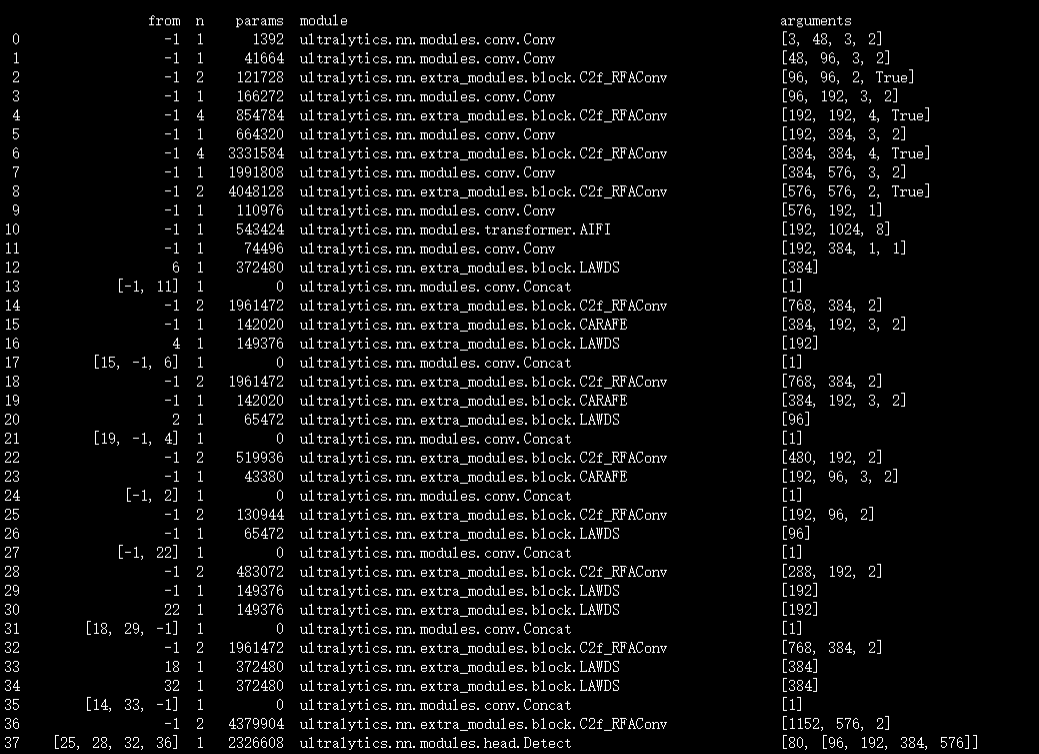 from n params module arguments
0 -1 1 1392 ultralytics.nn.modules.conv.Conv [3, 48, 3, 2]
1 -1 1 41664 ultralytics.nn.modules.conv.Conv [48, 96, 3, 2]
2 -1 2 121728 ultralytics.nn.extra_modules.block.C2f_RFAConv [96, 96, 2, True]
3 -1 1 166272 ultralytics.nn.modules.conv.Conv [96, 192, 3, 2]
4 -1 4 854784 ultralytics.nn.extra_modules.block.C2f_RFAConv [192, 192, 4, True]
5 -1 1 664320 ultralytics.nn.modules.conv.Conv [192, 384, 3, 2]
6 -1 4 3331584 ultralytics.nn.extra_modules.block.C2f_RFAConv [384, 384, 4, True]
7 -1 1 1991808 ultralytics.nn.modules.conv.Conv [384, 576, 3, 2]
8 -1 2 4048128 ultralytics.nn.extra_modules.block.C2f_RFAConv [576, 576, 2, True]
9 -1 1 110976 ultralytics.nn.modules.conv.Conv [576, 192, 1]
10 -1 1 543424 ultralytics.nn.modules.transformer.AIFI [192, 1024, 8]
11 -1 1 74496 ultralytics.nn.modules.conv.Conv [192, 384, 1, 1]
12 6 1 372480 ultralytics.nn.extra_modules.block.LAWDS [384]
13 [-1, 11] 1 0 ultralytics.nn.modules.conv.Concat [1]
14 -1 2 1961472 ultralytics.nn.extra_modules.block.C2f_RFAConv [768, 384, 2]
15 -1 1 142020 ultralytics.nn.extra_modules.block.CARAFE [384, 192, 3, 2]
16 4 1 149376 ultralytics.nn.extra_modules.block.LAWDS [192]
17 [15, -1, 6] 1 0 ultralytics.nn.modules.conv.Concat [1]
18 -1 2 1961472 ultralytics.nn.extra_modules.block.C2f_RFAConv [768, 384, 2]
19 -1 1 142020 ultralytics.nn.extra_modules.block.CARAFE [384, 192, 3, 2]
20 2 1 65472 ultralytics.nn.extra_modules.block.LAWDS [96]
21 [19, -1, 4] 1 0 ultralytics.nn.modules.conv.Concat [1]
22 -1 2 519936 ultralytics.nn.extra_modules.block.C2f_RFAConv [480, 192, 2]
23 -1 1 43380 ultralytics.nn.extra_modules.block.CARAFE [192, 96, 3, 2]
24 [-1, 2] 1 0 ultralytics.nn.modules.conv.Concat [1]
25 -1 2 130944 ultralytics.nn.extra_modules.block.C2f_RFAConv [192, 96, 2]
26 -1 1 65472 ultralytics.nn.extra_modules.block.LAWDS [96]
27 [-1, 22] 1 0 ultralytics.nn.modules.conv.Concat [1]
28 -1 2 483072 ultralytics.nn.extra_modules.block.C2f_RFAConv [288, 192, 2]
29 -1 1 149376 ultralytics.nn.extra_modules.block.LAWDS [192]
30 22 1 149376 ultralytics.nn.extra_modules.block.LAWDS [192]
31 [18, 29, -1] 1 0 ultralytics.nn.modules.conv.Concat [1]
32 -1 2 1961472 ultralytics.nn.extra_modules.block.C2f_RFAConv [768, 384, 2]
33 18 1 372480 ultralytics.nn.extra_modules.block.LAWDS [384]
34 32 1 372480 ultralytics.nn.extra_modules.block.LAWDS [384]
35 [14, 33, -1] 1 0 ultralytics.nn.modules.conv.Concat [1]
36 -1 2 4379904 ultralytics.nn.extra_modules.block.C2f_RFAConv [1152, 576, 2]
37 [25, 28, 32, 36] 1 2326608 ultralytics.nn.modules.head.Detect [80, [96, 192, 384, 576]]